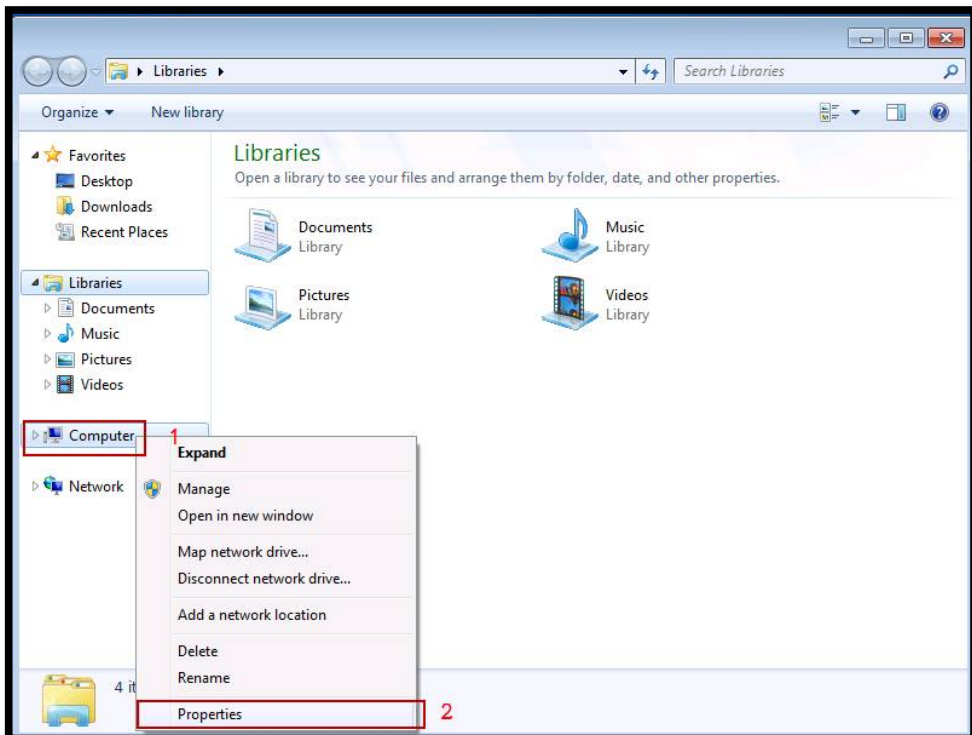 Libraries
Search Libraries
Organize
New library
Favorites
Desktop
Downloads
Recent Places
Libraries
Documents
Music
Pictures
Videos
Computer
Network
Libraries
Open a library to see your files and arrange them by folder, date, and other properties.
Documents
Library
Music
Library
Pictures
Library
Videos
Library
1
Expand
Manage
Open in new window
Map network drive...
Disconnect network drive...
Add a network location
Delete
Rename
Properties
2
4 it